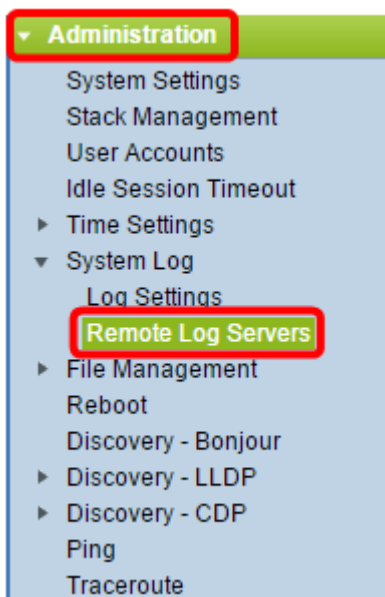 Administration
System Settings
Stack Management
User Accounts
Idle Session Timeout
Time Settings
System Log
Log Settings
Remote Log Servers
File Management
Reboot
Discovery - Bonjour
Discovery - LLDP
Discovery - CDP
Ping
Traceroute